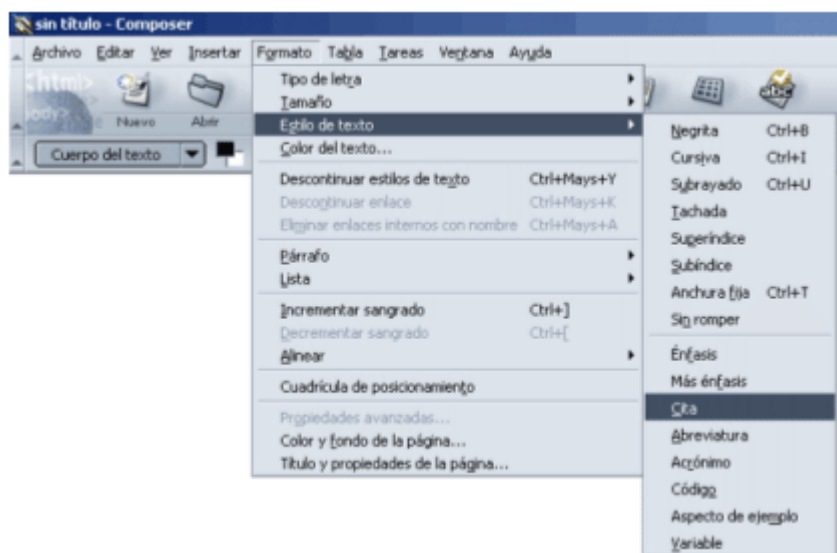 sin título - Composer
Archivo Editar Ver Insertar Formato Tabla Tareas Ventana Ayuda
<html>
body>
Nuevo Abrir
Cuerpo del texto
Tipo de letra
Tamaño
Estilo de texto
Color del texto...
Descontinuar estilos de texto Ctrl+Mays+Y
Descontinuar enlace Ctrl+Mays+K
Eliminar enlaces internos con nombre Ctrl+Mays+A
Párrafo
Lista
Incrementar sangrado Ctrl+]
Decrementar sangrado Ctrl+[
Alinear
Cuadrícula de posicionamiento
Propiedades avanzadas...
Color y fondo de la página...
Título y propiedades de la página...
abc
Negrita Ctrl+B
Cursiva Ctrl+I
Subrayado Ctrl+U
Tachada
Superíndice
Subíndice
Anchura fija Ctrl+T
Sin romper
Énfasis
Más énfasis
Cita
Abreviatura
Acrónimo
Código
Aspecto de ejemplo
Variable